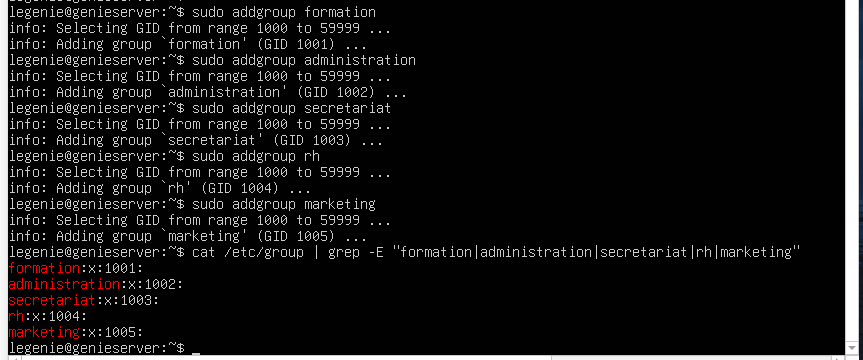 legenie@genieserver:~$ sudo addgroup formation
info: Selecting GID from range 1000 to 59999 ...
info: Adding group `formation' (GID 1001) ...
legenie@genieserver:~$ sudo addgroup administration
info: Selecting GID from range 1000 to 59999 ...
info: Adding group `administration' (GID 1002) ...
legenie@genieserver:~$ sudo addgroup secretariat
info: Selecting GID from range 1000 to 59999 ...
info: Adding group `secretariat' (GID 1003) ...
legenie@genieserver:~$ sudo addgroup rh
info: Selecting GID from range 1000 to 59999 ...
info: Adding group `rh' (GID 1004) ...
legenie@genieserver:~$ sudo addgroup marketing
info: Selecting GID from range 1000 to 59999 ...
info: Adding group `marketing' (GID 1005) ...
legenie@genieserver:~$ cat /etc/group | grep -E "formation|administration|secretariat|rh|marketing"
formation:x:1001:
administration:x:1002:
secretariat:x:1003:
rh:x:1004:
marketing:x:1005:
legenie@genieserver:~$ _